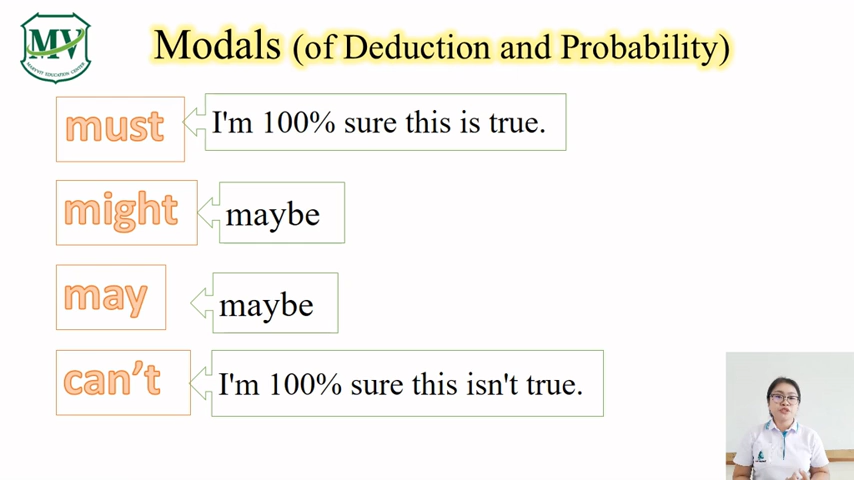 MV
Modals (of Deduction and Probability)
must
I'm 100% sure this is true.
might
maybe
may
maybe
can't
I'm 100% sure this isn't true.